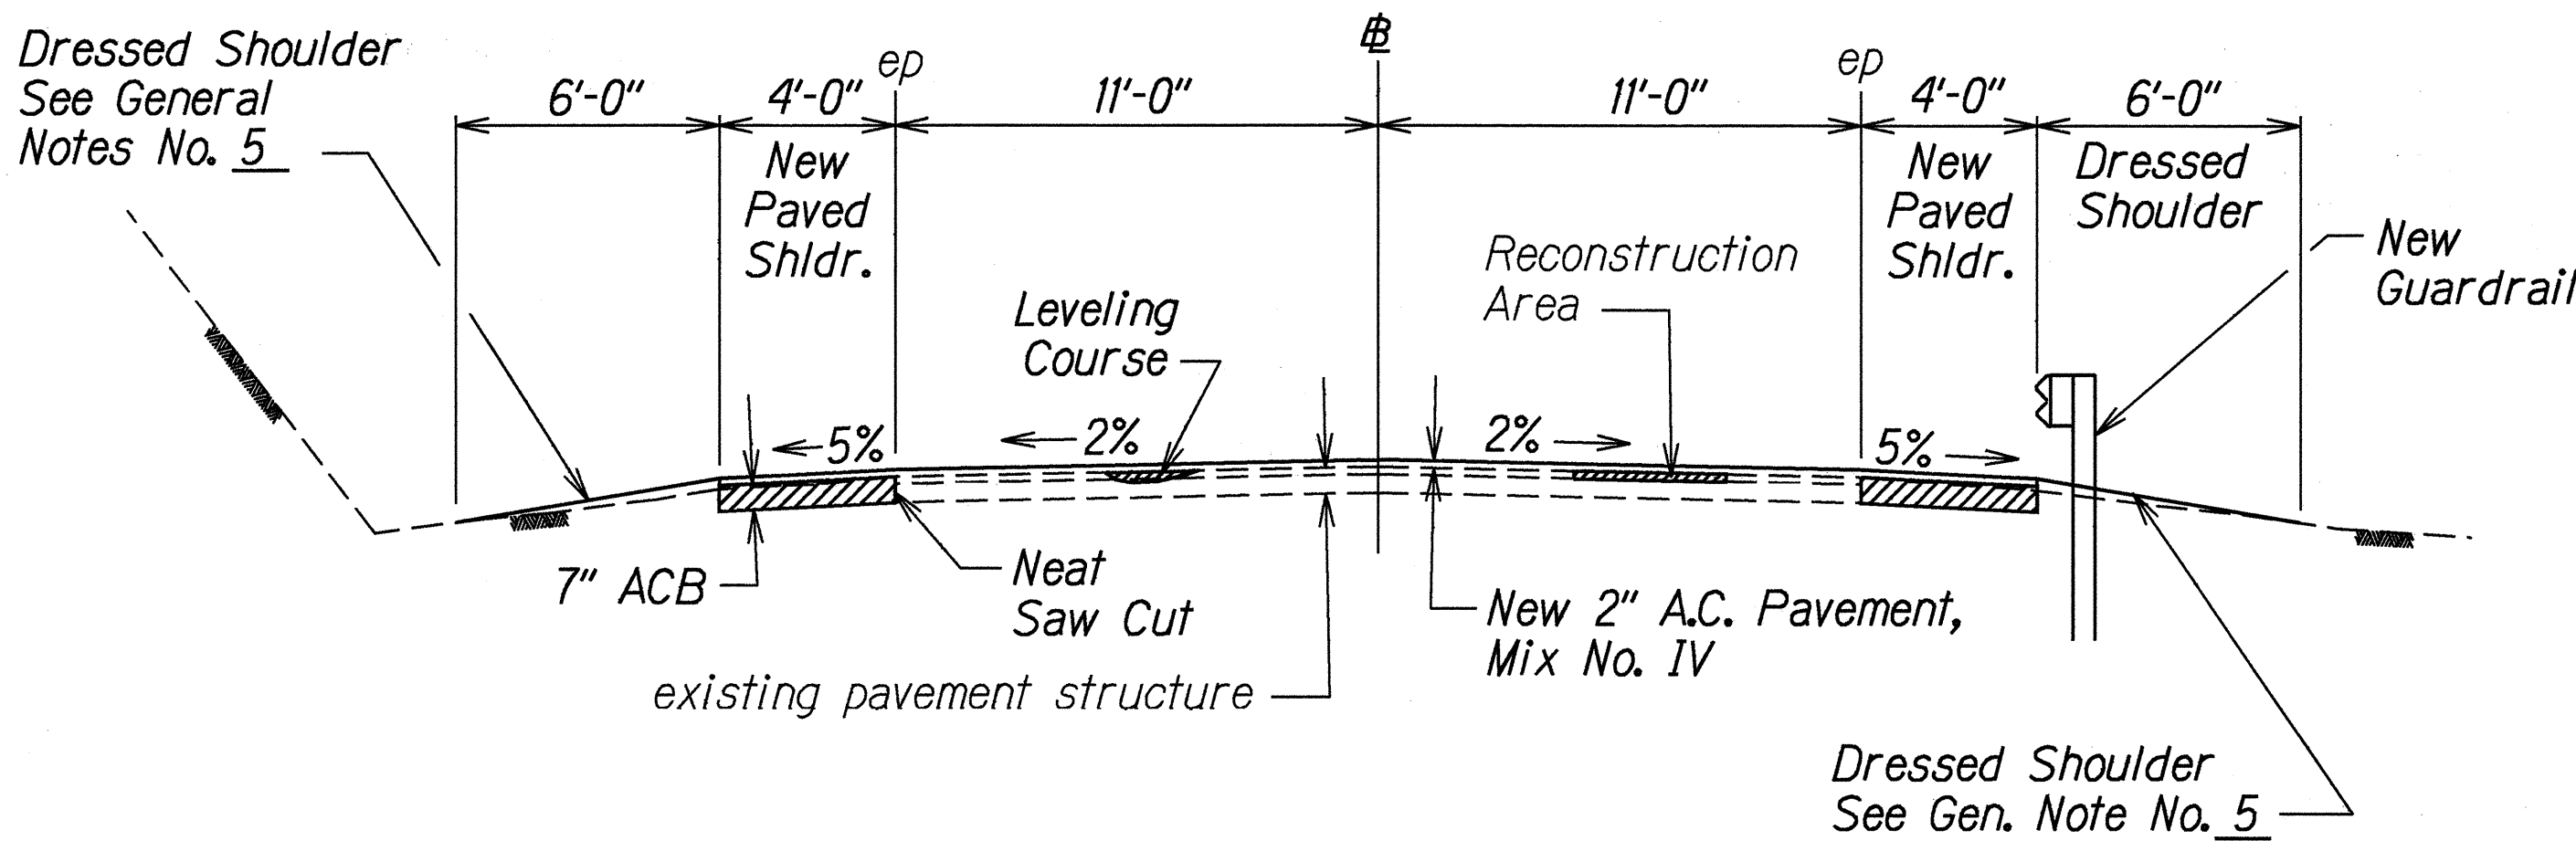 Dressed Shoulder
See General
Notes No. 5
6'-0"
4'-0"
ep
11'-0"
℄
11'-0"
ep
4'-0"
6'-0"
New
Paved
Shldr.
New
Paved
Shldr.
Dressed
Shoulder
New
Guardrail
Reconstruction
Area
Leveling
Course
5%
2%
2%
5%
7" ACB
Neat
Saw Cut
existing pavement structure
New 2" A.C. Pavement,
Mix No. IV
Dressed Shoulder
See Gen. Note No. 5